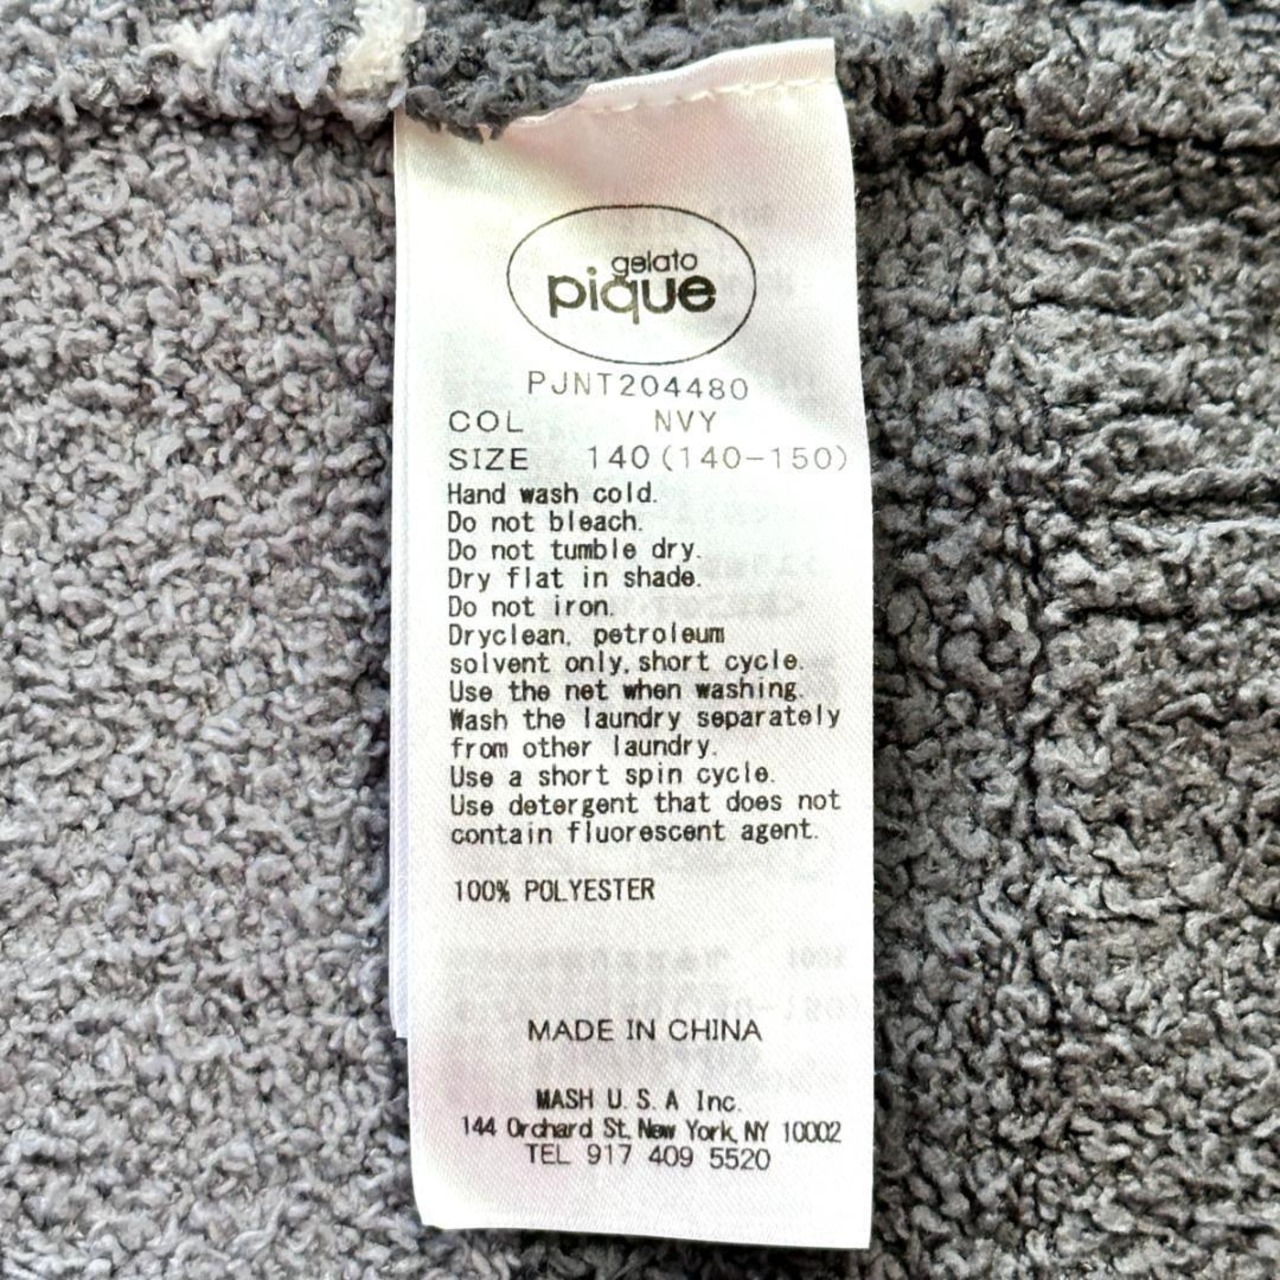 gelato
pique
PJNT204480
COL NVY
SIZE 140(140-150)
Hand wash cold.
Do not bleach.
Do not tumble dry.
Dry flat in shade.
Do not iron.
Dryclean, petroleum
solvent only, short cycle.
Use the net when washing.
Wash the laundry separately
from other laundry.
Use a short spin cycle.
Use detergent that does not
contain fluorescent agent.
100% POLYESTER
MADE IN CHINA
MASH U.S.A Inc.
144 Orchard St, New York, NY 10002
TEL 917 409 5520